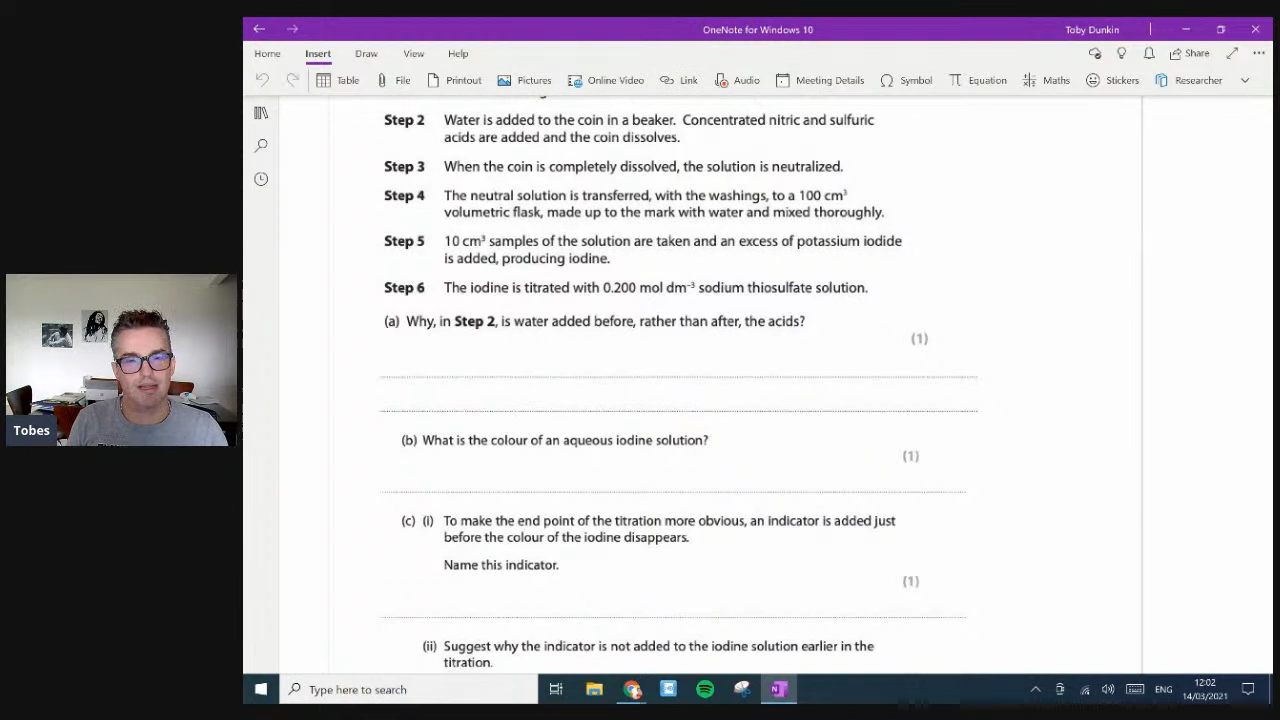 OneNote for Windows 10
Toby Dunkin
Home Insert Draw View Help
Share
Table File Printout Pictures Online Video Link Audio Meeting Details Symbol Equation Maths Stickers Researcher
Step 2 Water is added to the coin in a beaker. Concentrated nitric and sulfuric
acids are added and the coin dissolves.
Step 3 When the coin is completely dissolved, the solution is neutralized.
Step 4 The neutral solution is transferred, with the washings, to a 100 cm³
volumetric flask, made up to the mark with water and mixed thoroughly.
Step 5 10 cm³ samples of the solution are taken and an excess of potassium iodide
is added, producing iodine.
Step 6 The iodine is titrated with 0.200 mol dm⁻³ sodium thiosulfate solution.
(a) Why, in Step 2, is water added before, rather than after, the acids?
(1)
(b) What is the colour of an aqueous iodine solution?
(1)
(c) (i) To make the end point of the titration more obvious, an indicator is added just
before the colour of the iodine disappears.
Name this indicator.
(1)
(ii) Suggest why the indicator is not added to the iodine solution earlier in the
titration.
Tobes
Type here to search
ENG
12:02
14/03/2021